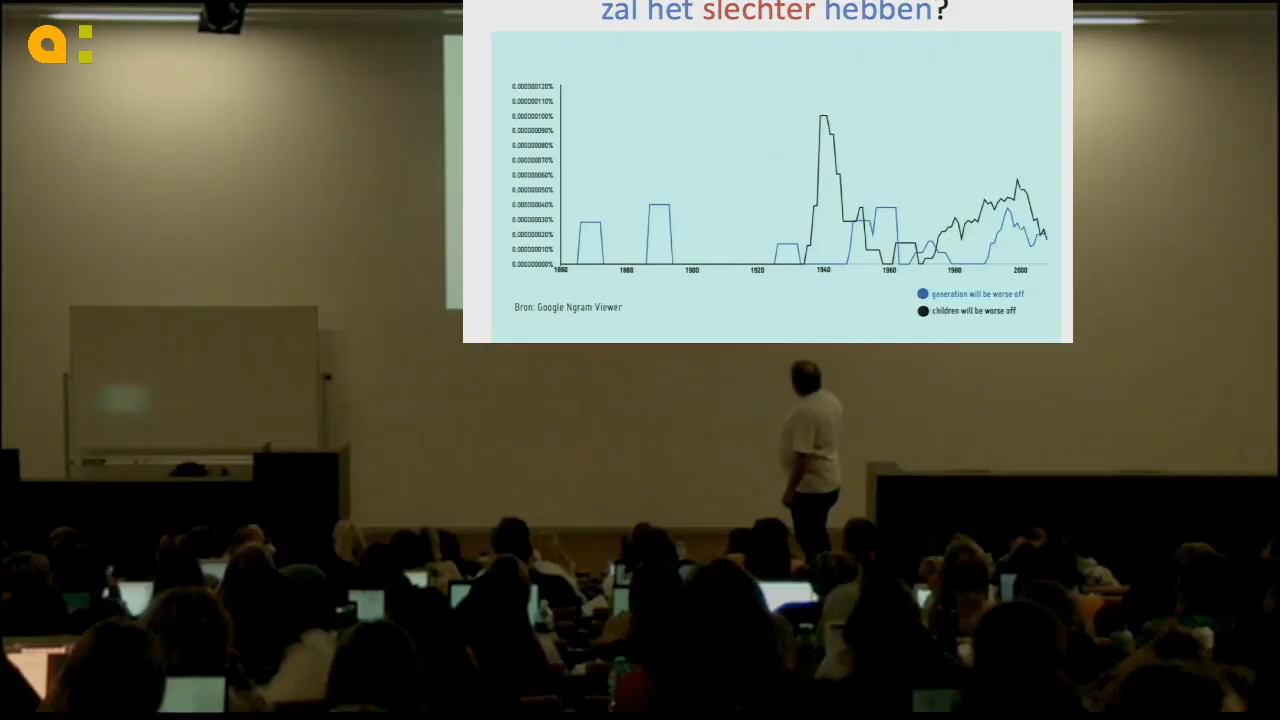 zal het slechter hebben?
0.000000120%
0.000000110%
0.000000100%
0.000000090%
0.000000080%
0.000000070%
0.000000060%
0.000000050%
0.000000040%
0.000000030%
0.000000020%
0.000000010%
0.000000000%
1860 1880 1900 1920 1940 1960 1980 2000
generation will be worse off
Bron: Google Ngram Viewer
children will be worse off